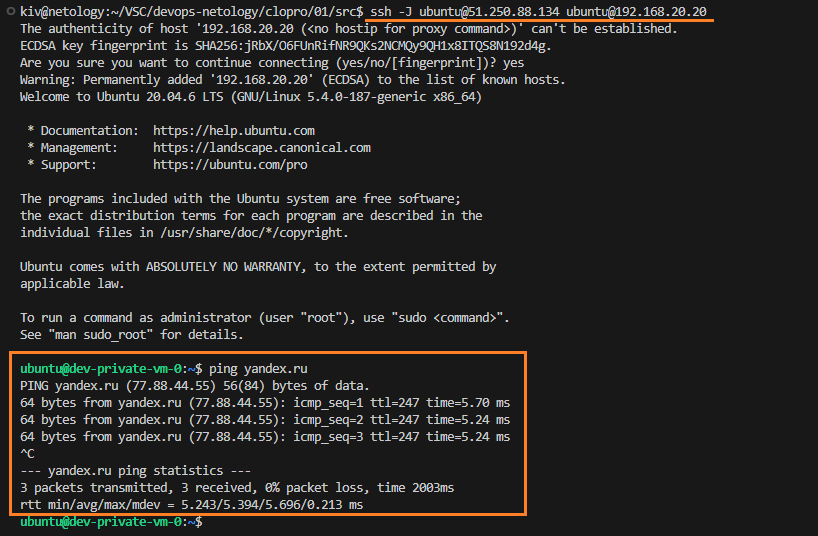 kiv@netology:~/VSC/devops-netology/clopro/01/src$ ssh -J ubuntu@51.250.88.134 ubuntu@192.168.20.20
The authenticity of host '192.168.20.20 (<no hostip for proxy command>)' can't be established.
ECDSA key fingerprint is SHA256:jRbX/O6FUnRifNR9QKs2NCMQy9QH1x8ITQS8N192d4g.
Are you sure you want to continue connecting (yes/no/[fingerprint])? yes
Warning: Permanently added '192.168.20.20' (ECDSA) to the list of known hosts.
Welcome to Ubuntu 20.04.6 LTS (GNU/Linux 5.4.0-187-generic x86_64)
* Documentation:  https://help.ubuntu.com
* Management:     https://landscape.canonical.com
* Support:        https://ubuntu.com/pro
The programs included with the Ubuntu system are free software;
the exact distribution terms for each program are described in the
individual files in /usr/share/doc/*/copyright.
Ubuntu comes with ABSOLUTELY NO WARRANTY, to the extent permitted by
applicable law.
To run a command as administrator (user "root"), use "sudo <command>".
See "man sudo_root" for details.
ubuntu@dev-private-vm-0:~$ ping yandex.ru
PING yandex.ru (77.88.44.55) 56(84) bytes of data.
64 bytes from yandex.ru (77.88.44.55): icmp_seq=1 ttl=247 time=5.70 ms
64 bytes from yandex.ru (77.88.44.55): icmp_seq=2 ttl=247 time=5.24 ms
64 bytes from yandex.ru (77.88.44.55): icmp_seq=3 ttl=247 time=5.24 ms
^C
--- yandex.ru ping statistics ---
3 packets transmitted, 3 received, 0% packet loss, time 2003ms
rtt min/avg/max/mdev = 5.243/5.394/5.696/0.213 ms
ubuntu@dev-private-vm-0:~$